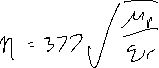 η = 377 √(μr/εr)